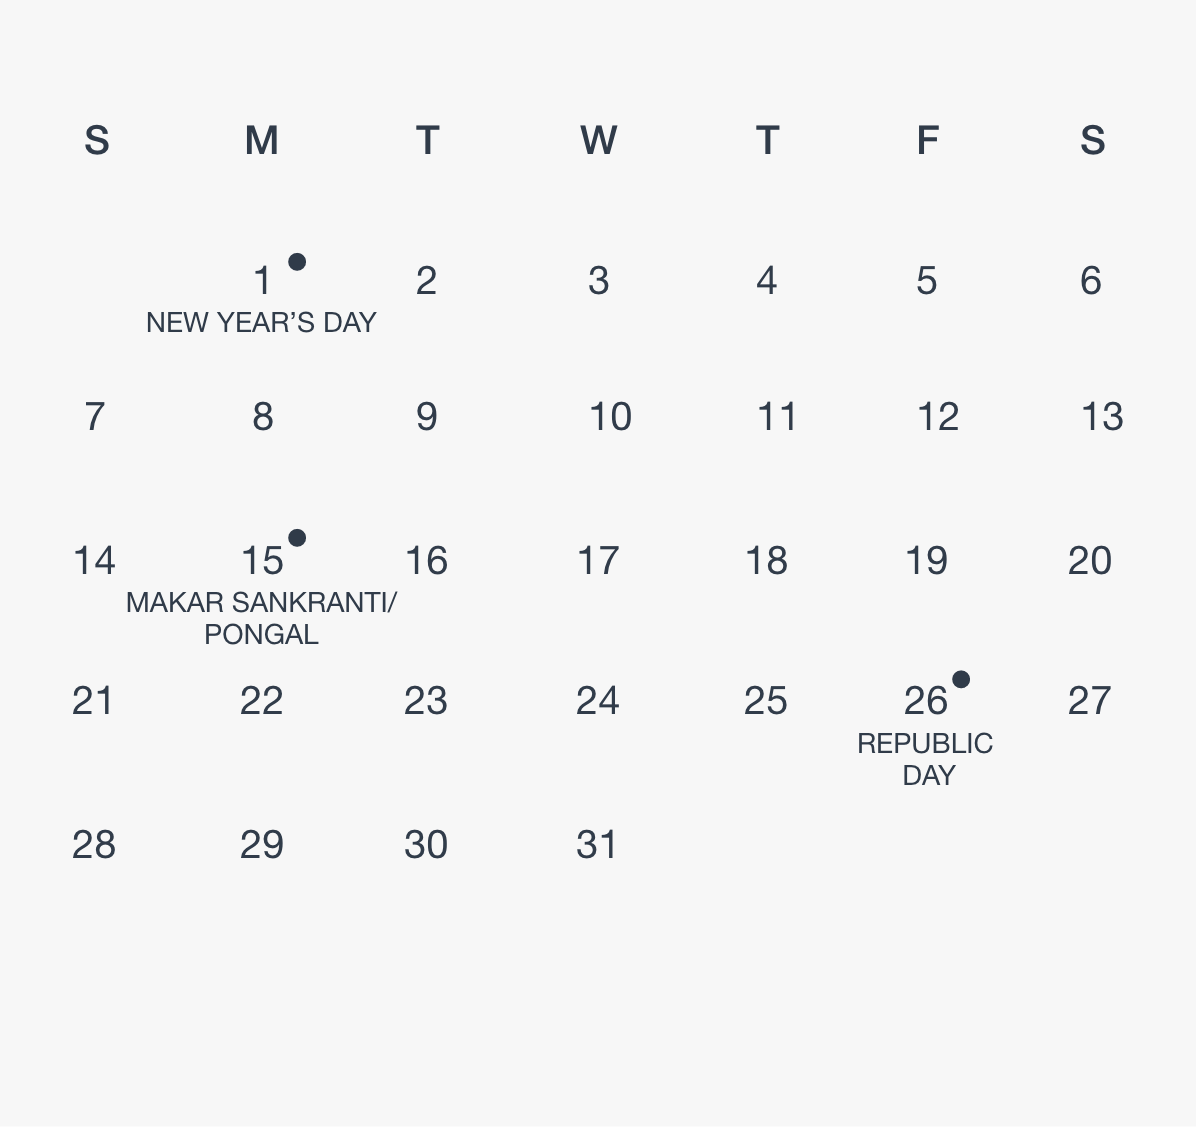 S M T W T F S
1 2 3 4 5 6
NEW YEAR’S DAY
7 8 9 10 11 12 13
14 15 16 17 18 19 20
MAKAR SANKRANTI/
PONGAL
21 22 23 24 25 26 27
REPUBLIC
DAY
28 29 30 31